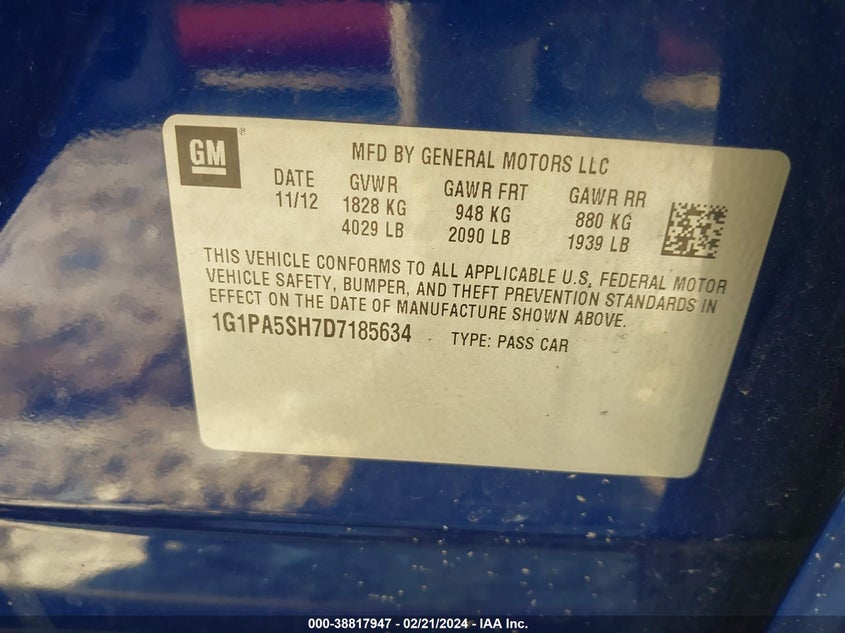 GM ®
MFD BY GENERAL MOTORS LLC
DATE GVWR GAWR FRT GAWR RR
11/12 1828 KG 948 KG 880 KG
4029 LB 2090 LB 1939 LB
THIS VEHICLE CONFORMS TO ALL APPLICABLE U.S. FEDERAL MOTOR
VEHICLE SAFETY, BUMPER, AND THEFT PREVENTION STANDARDS IN
EFFECT ON THE DATE OF MANUFACTURE SHOWN ABOVE.
1G1PA5SH7D7185634 TYPE: PASS CAR
000-38817947 - 02/21/2024 - IAA Inc.